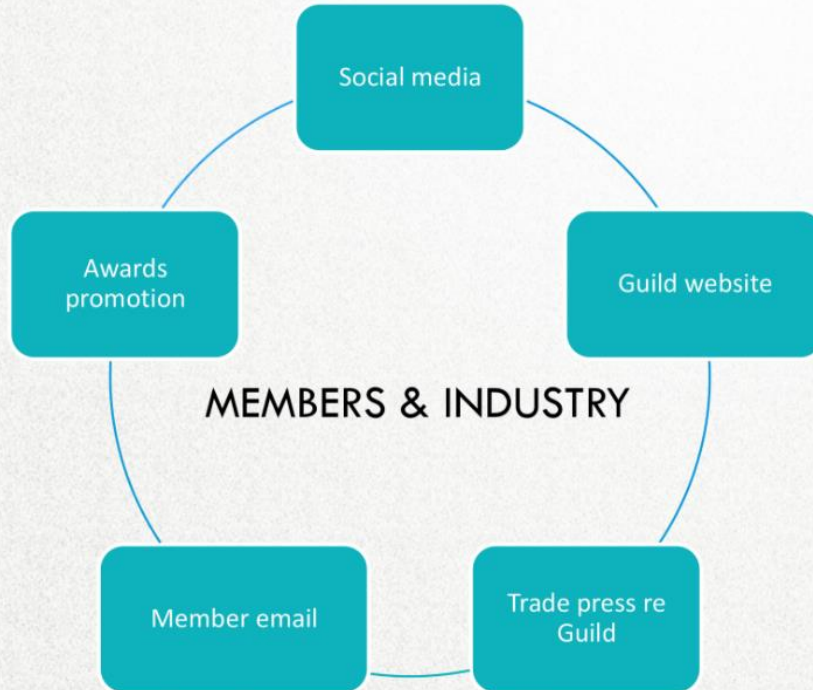 Social media
Awards
promotion
Guild website
MEMBERS & INDUSTRY
Member email
Trade press re
Guild